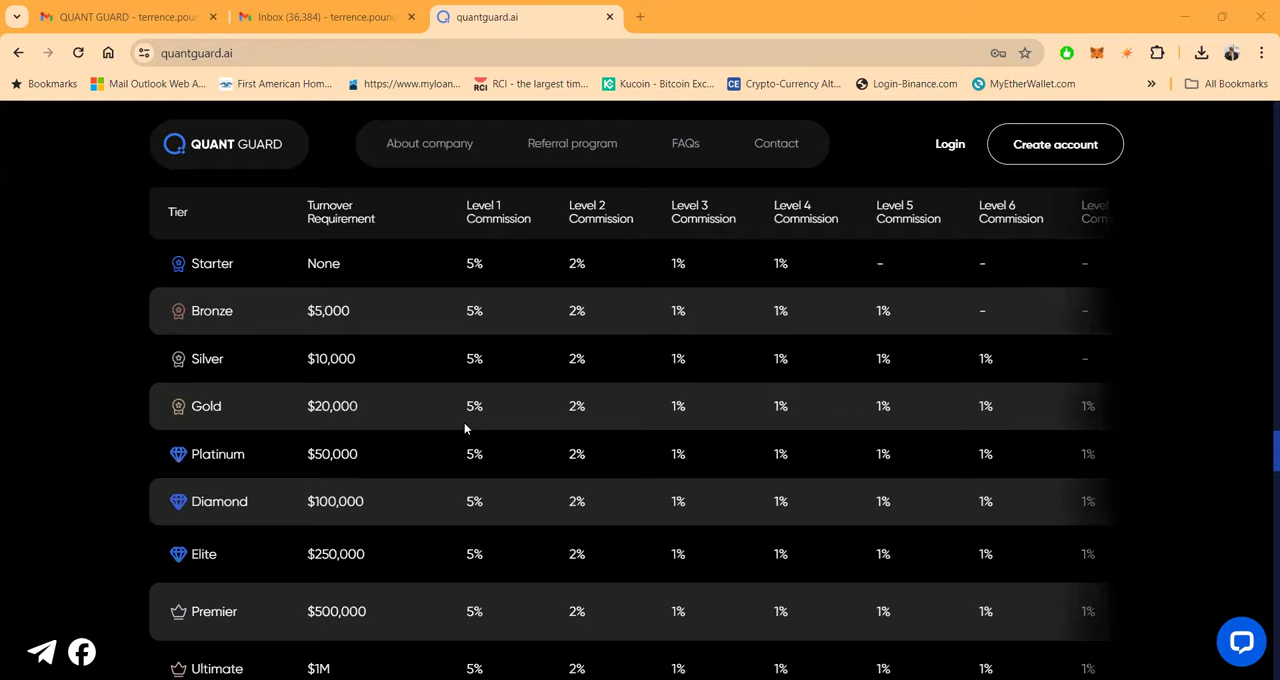 QUANT GUARD - terrence.poun
Inbox (36,384) - terrence.pound
quantguard.ai
quantguard.ai
Bookmarks
Mail Outlook Web A...
First American Hom...
https://www.myloan...
RCI
RCI - the largest tim...
Kucoin - Bitcoin Exc...
CE
Crypto-Currency Alt...
Login-Binance.com
MyEtherWallet.com
»
All Bookmarks
QUANT GUARD
About company
Referral program
FAQs
Contact
Login
Create account
Tier Turnover Requirement Level 1 Commission Level 2 Commission Level 3 Commission Level 4 Commission Level 5 Commission Level 6 Commission Level Com
Starter None 5% 2% 1% 1% - - -
Bronze $5,000 5% 2% 1% 1% 1% - -
Silver $10,000 5% 2% 1% 1% 1% 1% -
Gold $20,000 5% 2% 1% 1% 1% 1% 1%
Platinum $50,000 5% 2% 1% 1% 1% 1% 1%
Diamond $100,000 5% 2% 1% 1% 1% 1% 1%
Elite $250,000 5% 2% 1% 1% 1% 1% 1%
Premier $500,000 5% 2% 1% 1% 1% 1% 1%
Ultimate $1M 5% 2% 1% 1% 1% 1% 1%